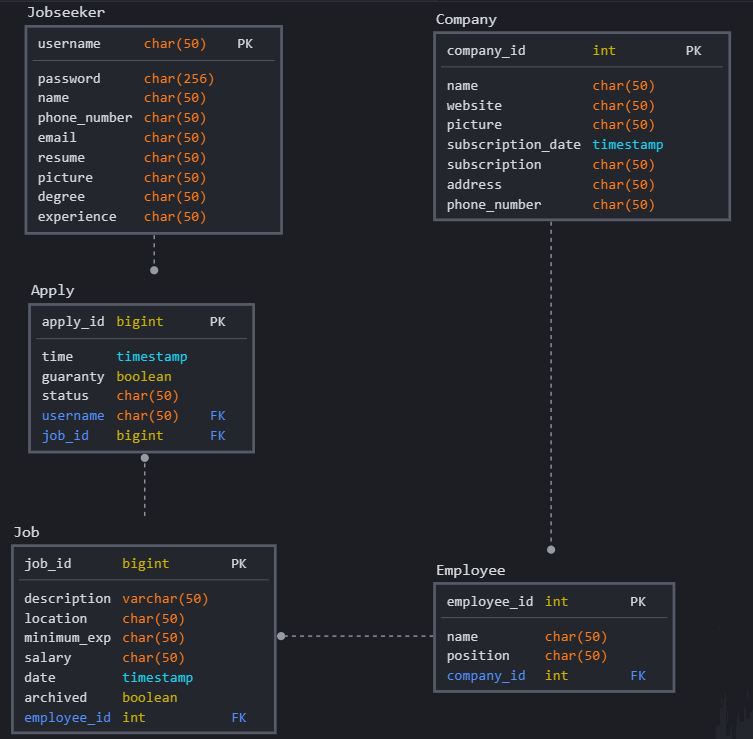 Jobseeker
username char(50) PK
password char(256)
name char(50)
phone_number char(50)
email char(50)
resume char(50)
picture char(50)
degree char(50)
experience char(50)
Company
company_id int PK
name char(50)
website char(50)
picture char(50)
subscription_date timestamp
subscription char(50)
address char(50)
phone_number char(50)
Apply
apply_id bigint PK
time timestamp
guaranty boolean
status char(50)
username char(50) FK
job_id bigint FK
Job
job_id bigint PK
description varchar(50)
location char(50)
minimum_exp char(50)
salary char(50)
date timestamp
archived boolean
employee_id int FK
Employee
employee_id int PK
name char(50)
position char(50)
company_id int FK